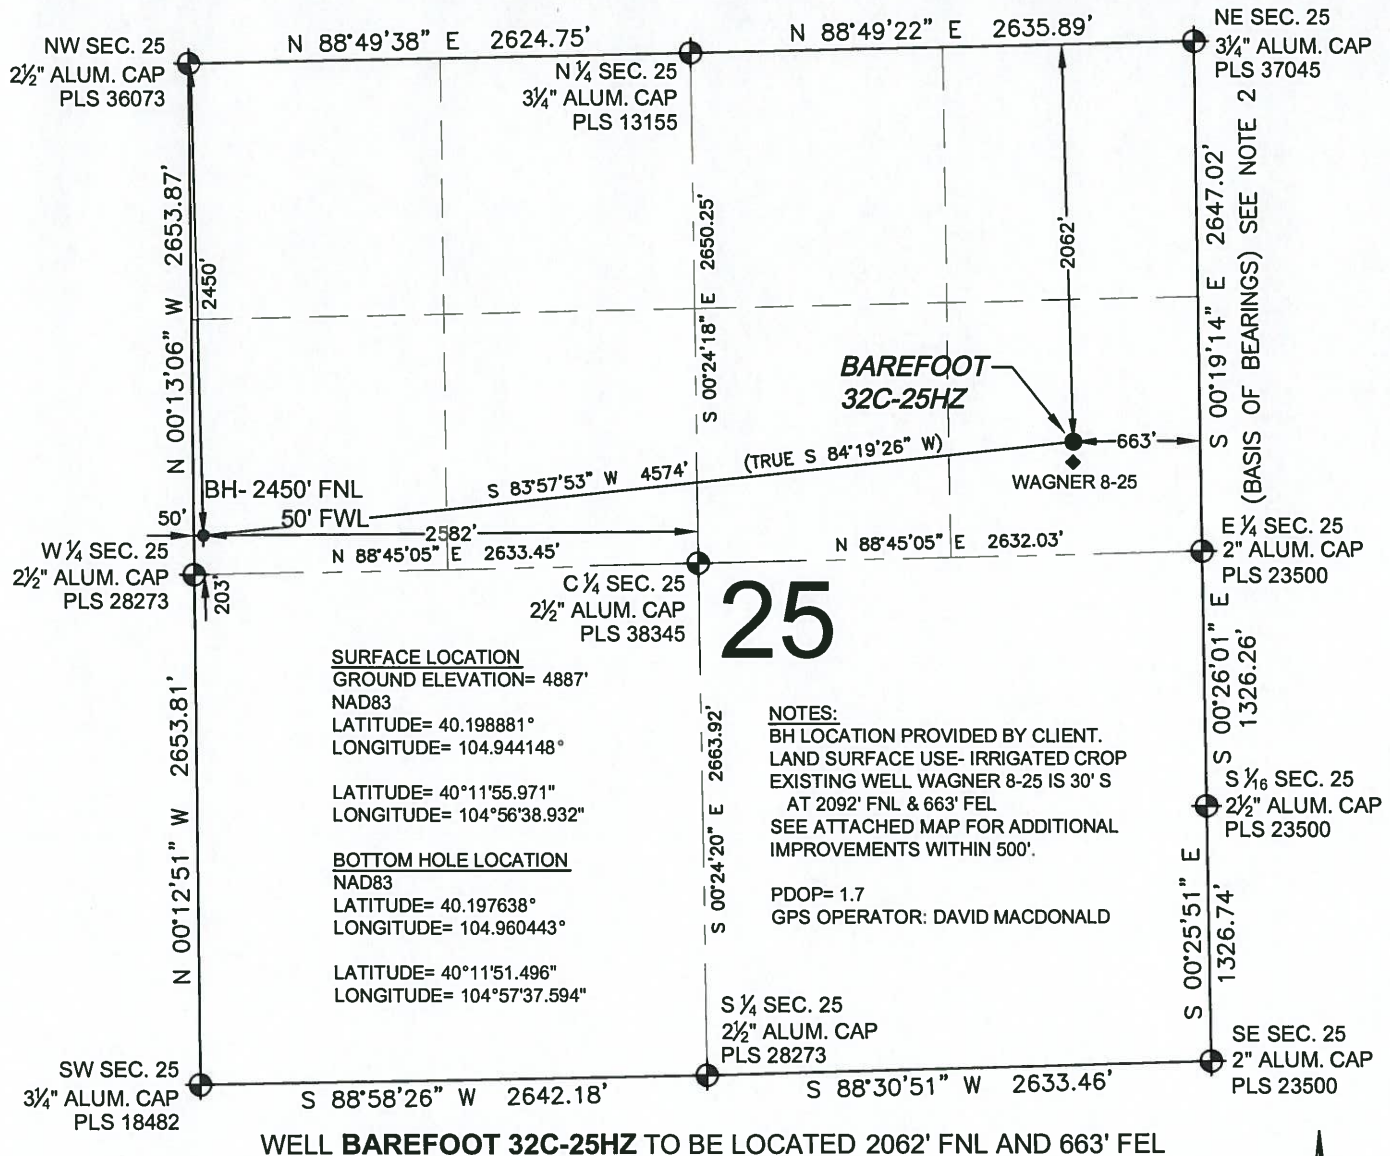 N 88°49'38" E 2624.75'
N 88°49'22" E 2635.89'
NW SEC. 25
2½" ALUM. CAP
PLS 36073
N ¼ SEC. 25
3¼" ALUM. CAP
PLS 13155
NE SEC. 25
3¼" ALUM. CAP
PLS 37045
N 00°13'06" W 2653.87'
2450'
S 00°24'18" E 2650.25'
2062'
S 00°19'14" E 2647.02'
(BASIS OF BEARINGS) SEE NOTE 2
BAREFOOT
32C-25HZ
663'
WAGNER 8-25
(TRUE S 84°19'26" W)
S 83°57'53" W 4574'
BH- 2450' FNL
50' FWL
50'
2582'
N 88°45'05" E 2633.45'
N 88°45'05" E 2632.03'
W ¼ SEC. 25
2½" ALUM. CAP
PLS 28273
203'
C ¼ SEC. 25
2½" ALUM. CAP
PLS 38345
25
E ¼ SEC. 25
2" ALUM. CAP
PLS 23500
SURFACE LOCATION
GROUND ELEVATION= 4887'
NAD83
LATITUDE= 40.198881°
LONGITUDE= 104.944148°
LATITUDE= 40°11'55.971"
LONGITUDE= 104°56'38.932"
BOTTOM HOLE LOCATION
NAD83
LATITUDE= 40.197638°
LONGITUDE= 104.960443°
LATITUDE= 40°11'51.496"
LONGITUDE= 104°57'37.594"
N 00°12'51" W 2653.81'
S 00°24'20" E 2663.92'
NOTES:
BH LOCATION PROVIDED BY CLIENT.
LAND SURFACE USE- IRRIGATED CROP
EXISTING WELL WAGNER 8-25 IS 30' S
AT 2092' FNL & 663' FEL
SEE ATTACHED MAP FOR ADDITIONAL
IMPROVEMENTS WITHIN 500'.
PDOP= 1.7
GPS OPERATOR: DAVID MACDONALD
S 00°26'01" E
1326.26'
S 1/16 SEC. 25
2½" ALUM. CAP
PLS 23500
S 00°25'51" E
1326.74'
S ¼ SEC. 25
2½" ALUM. CAP
PLS 28273
SE SEC. 25
2" ALUM. CAP
PLS 23500
SW SEC. 25
3¼" ALUM. CAP
PLS 18482
S 88°58'26" W 2642.18'
S 88°30'51" W 2633.46'
WELL BAREFOOT 32C-25HZ TO BE LOCATED 2062' FNL AND 663' FEL